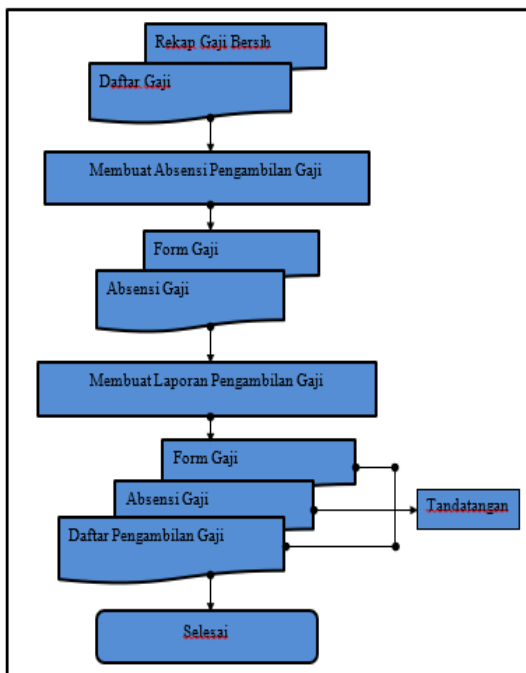 Rekap Gaji Bersih
Daftar Gaji
Membuat Absensi Pengambilan Gaji
Form Gaji
Absensi Gaji
Membuat Laporan Pengambilan Gaji
Form Gaji
Absensi Gaji
Tandatangan
Daftar Pengambilan Gaji
Selesai